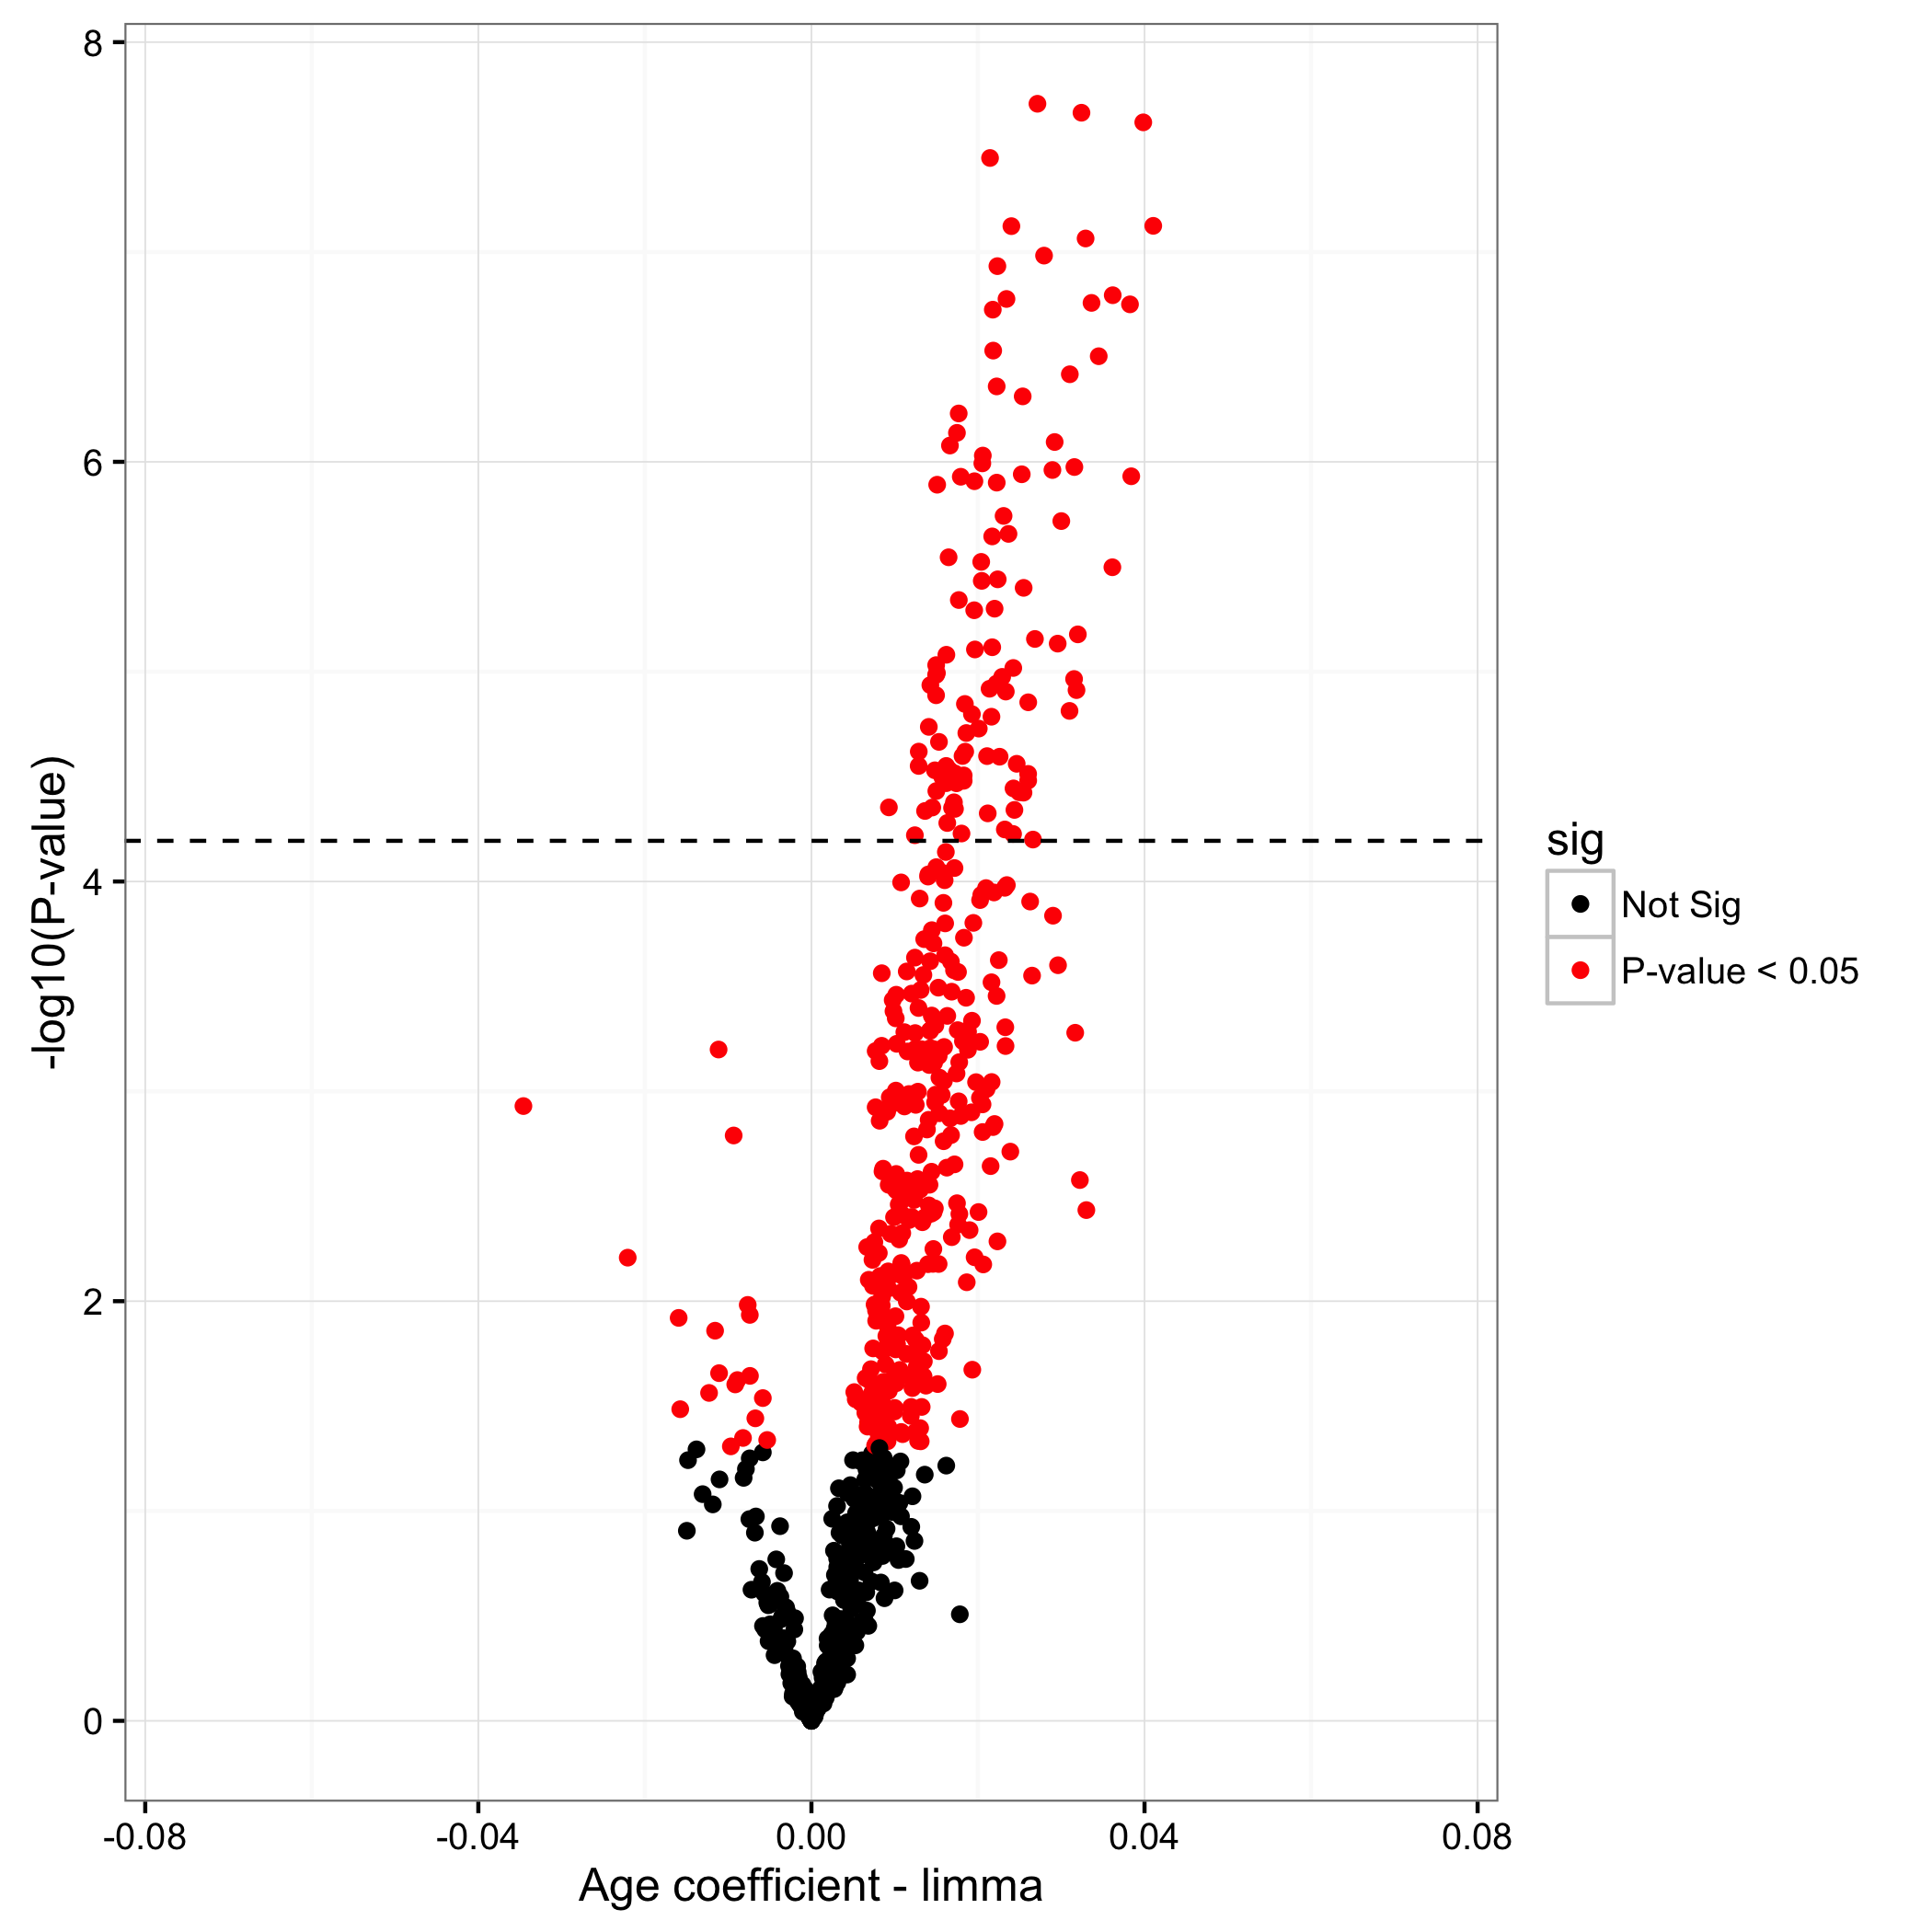 8
6
4
2
0
-log10(P-value)
-0.08 -0.04 0.00 0.04 0.08
Age coefficient - limma
sig
Not Sig
P-value < 0.05